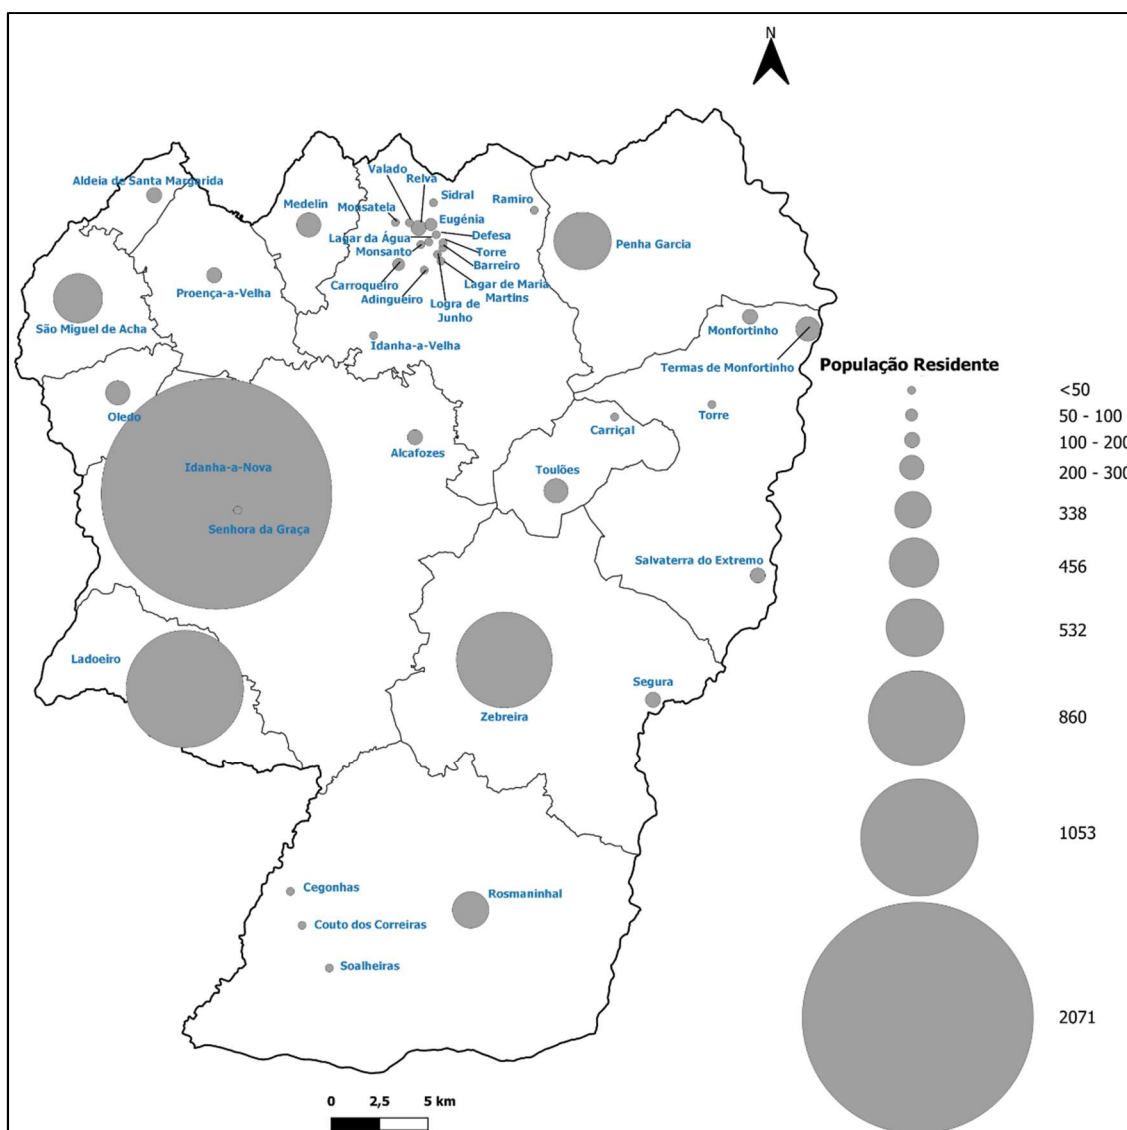 N
Aldeia de Santa Margarida
Valado
Relva
Medelin
Monsatela
Sidral
Ramiro
Eugénia
Lagar da Água
Defesa
Monsanto
Torre
Penha Garcia
Barreiro
Proença-a-Velha
Carroqueiro
Lagar de Maria
Martins
Adingueiro
Logra de
Junho
São Miguel de Acha
Idanha-a-Velha
Monfortinho
Termas de Monfortinho
População Residente
<50
50 - 100
100 - 200
200 - 300
338
456
532
860
1053
2071
Oledo
Torre
Carriçal
Alcafozes
Idanha-a-Nova
Toulões
Senhora da Graça
Salvaterra do Extremo
Ladoeiro
Segura
Zebreira
Cegonhas
Rosmaninhal
Couto dos Correiras
Soalheiras
0 2,5 5 km